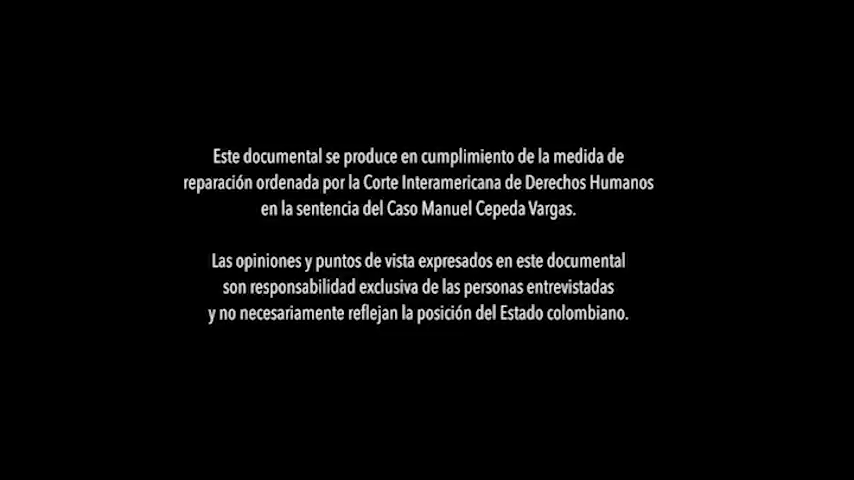 Este documental se produce en cumplimiento de la medida de
reparación ordenada por la Corte Interamericana de Derechos Humanos
en la sentencia del Caso Manuel Cepeda Vargas.
Las opiniones y puntos de vista expresados en este documental
son responsabilidad exclusiva de las personas entrevistadas
y no necesariamente reflejan la posición del Estado colombiano.